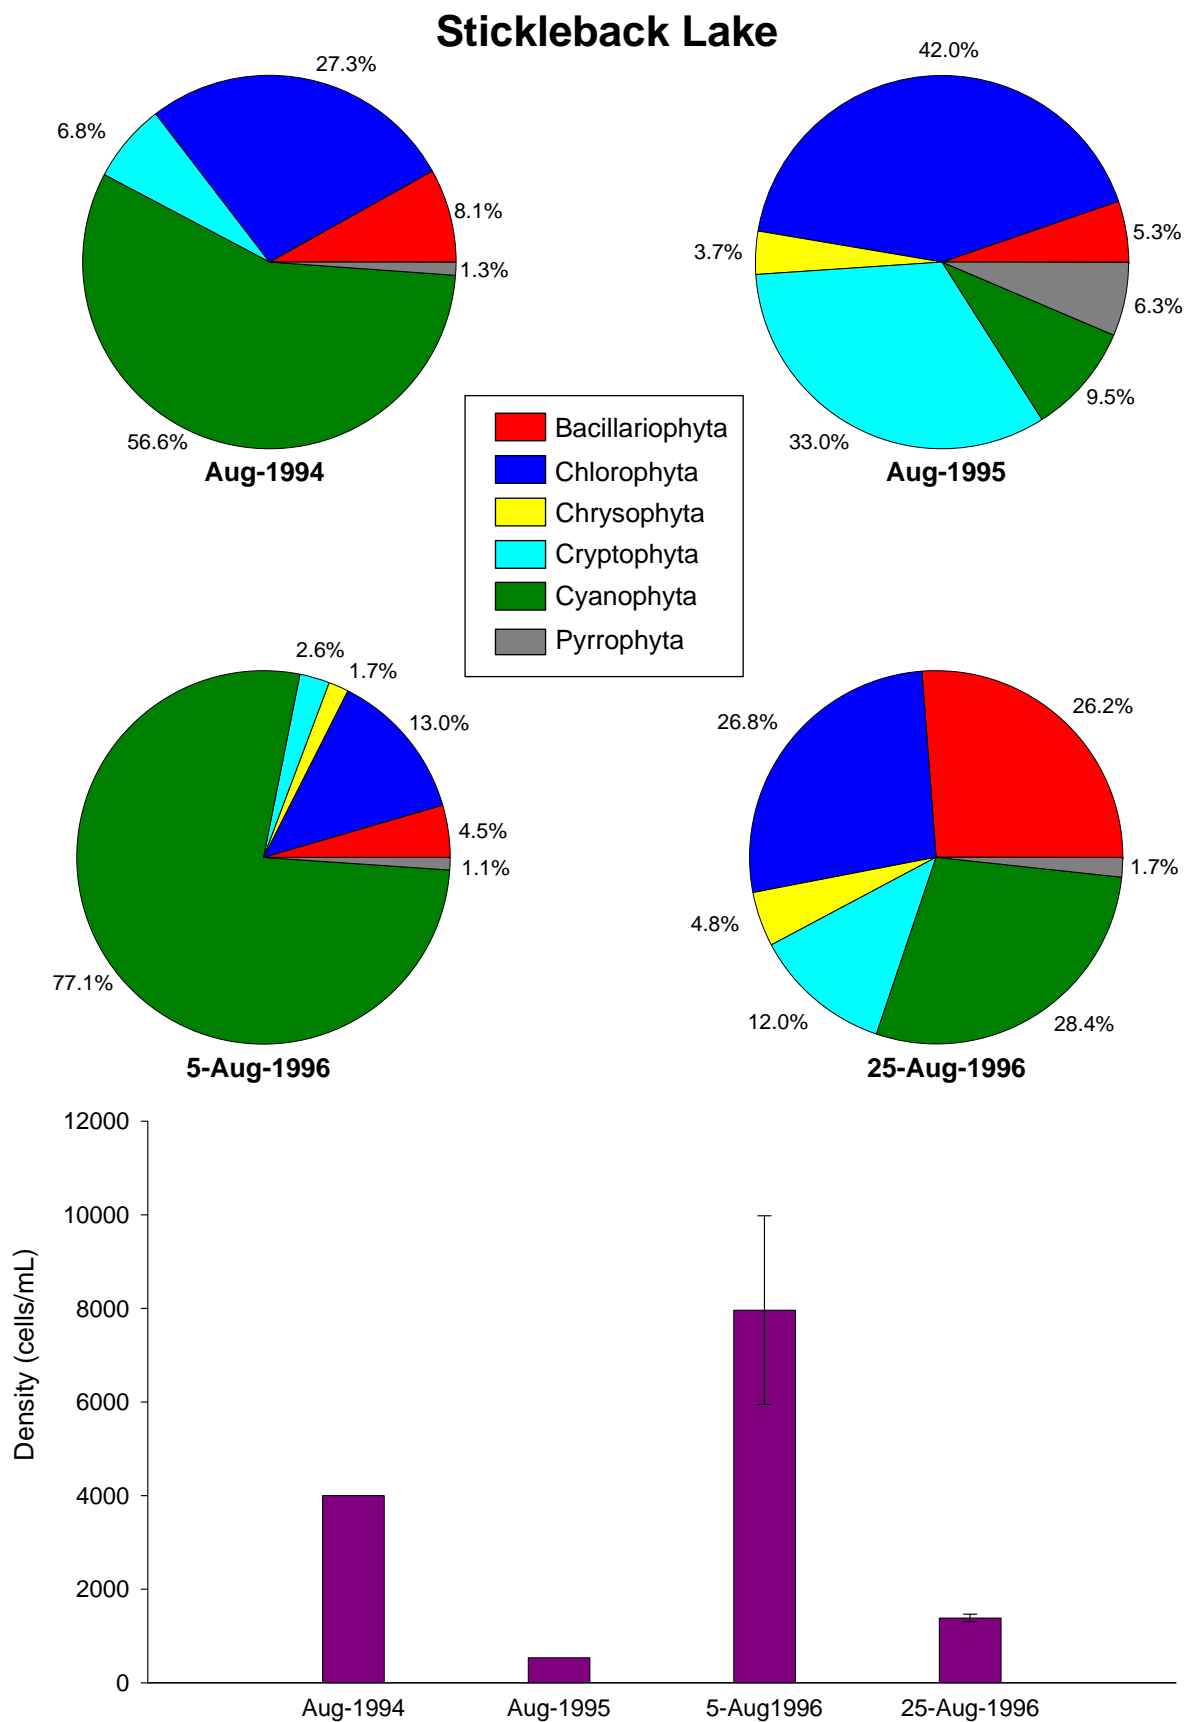 Stickleback Lake
27.3%
6.8%
8.1%
1.3%
56.6%
Aug-1994
42.0%
5.3%
3.7%
6.3%
9.5%
33.0%
Aug-1995
Bacillariophyta
Chlorophyta
Chrysophyta
Cryptophyta
Cyanophyta
Pyrrophyta
2.6%
1.7%
13.0%
4.5%
1.1%
77.1%
5-Aug-1996
26.8%
26.2%
1.7%
4.8%
12.0%
28.4%
25-Aug-1996
Density (cells/mL)
12000
10000
8000
6000
4000
2000
0
Aug-1994
Aug-1995
5-Aug1996
25-Aug-1996